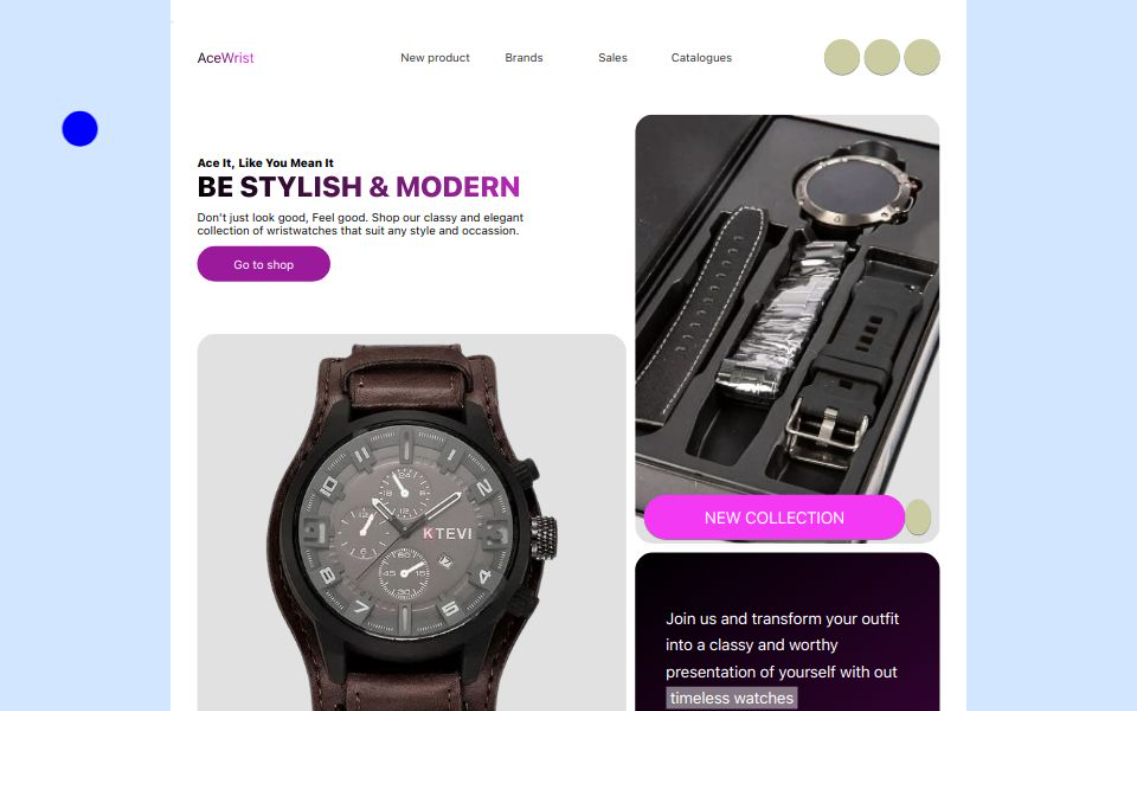 AceWrist
New product Brands Sales Catalogues
Ace It, Like You Mean It
BE STYLISH & MODERN
Don't just look good, Feel good. Shop our classy and elegant
collection of wristwatches that suit any style and occassion.
Go to shop
KTEVI
NEW COLLECTION
Join us and transform your outfit
into a classy and worthy
presentation of yourself with out
timeless watches